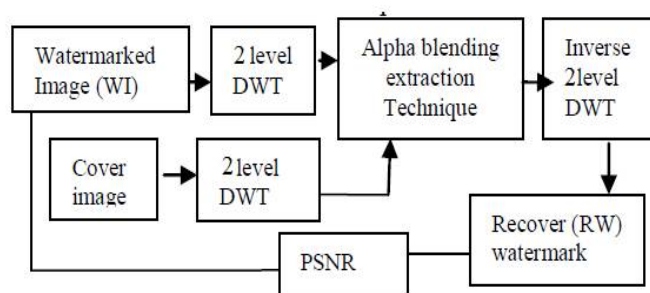 Watermarked
Image (WI)
2 level
DWT
Alpha blending
extraction
Technique
Inverse
2level
DWT
Cover
image
2 level
DWT
Recover (RW)
watermark
PSNR